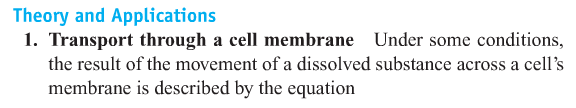 Theory and Applications
1. Transport through a cell membrane Under some conditions,
the result of the movement of a dissolved substance across a cell’s
membrane is described by the equation